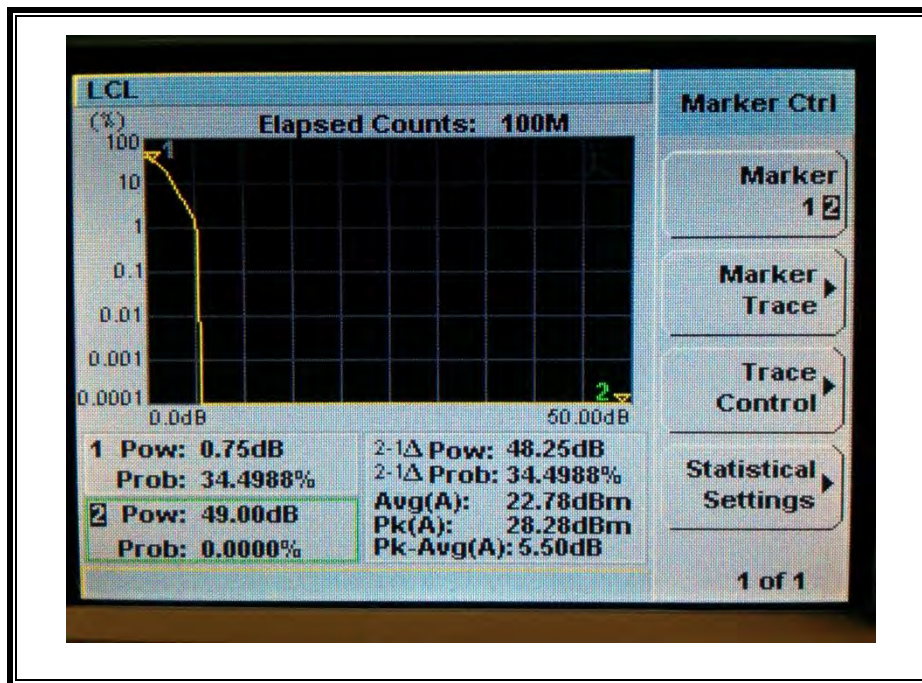 LCL
Marker Ctrl
(%)
Elapsed Counts: 100M
100
1
10
1
0.1
0.01
0.001
0.0001
2
0.0dB
50.00dB
Marker
1 2
Marker
Trace
Trace
Control
Statistical
Settings
1 of 1
1 Pow: 0.75dB
Prob: 34.4988%
2 Pow: 49.00dB
Prob: 0.0000%
2-1Δ Pow: 48.25dB
2-1Δ Prob: 34.4988%
Avg(A): 22.78dBm
Pk(A): 28.28dBm
Pk-Avg(A): 5.50dB